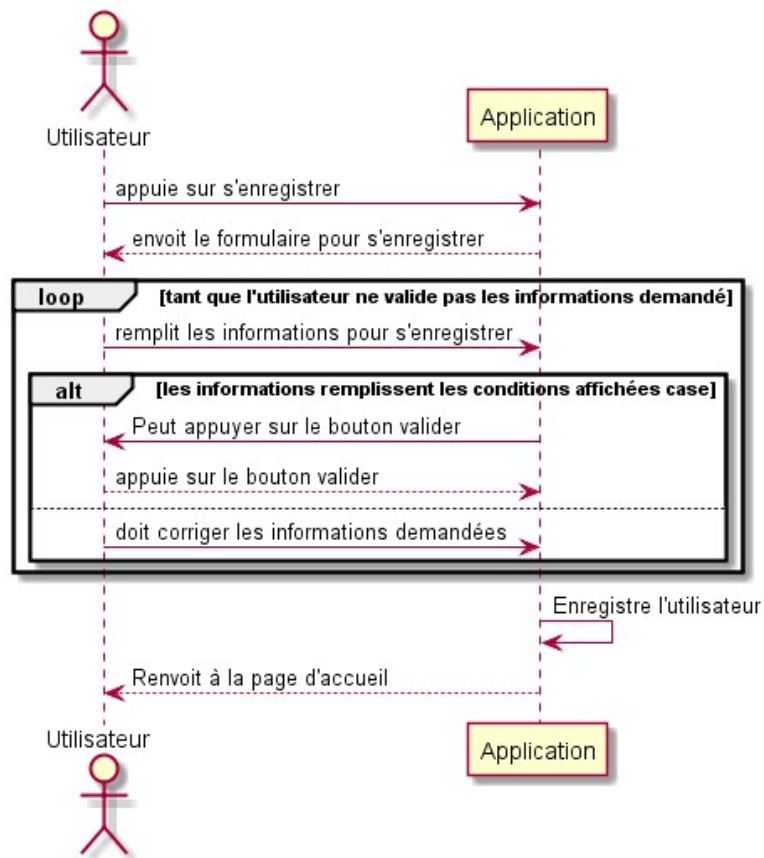 Utilisateur
Application
appuie sur s'enregistrer
envoit le formulaire pour s'enregistrer
loop [tant que l'utilisateur ne valide pas les informations demandé]
remplit les informations pour s'enregistrer
alt [les informations remplissent les conditions affichées case]
Peut appuyer sur le bouton valider
appuie sur le bouton valider
doit corriger les informations demandées
Enregistre l'utilisateur
Renvoit à la page d'accueil
Utilisateur
Application